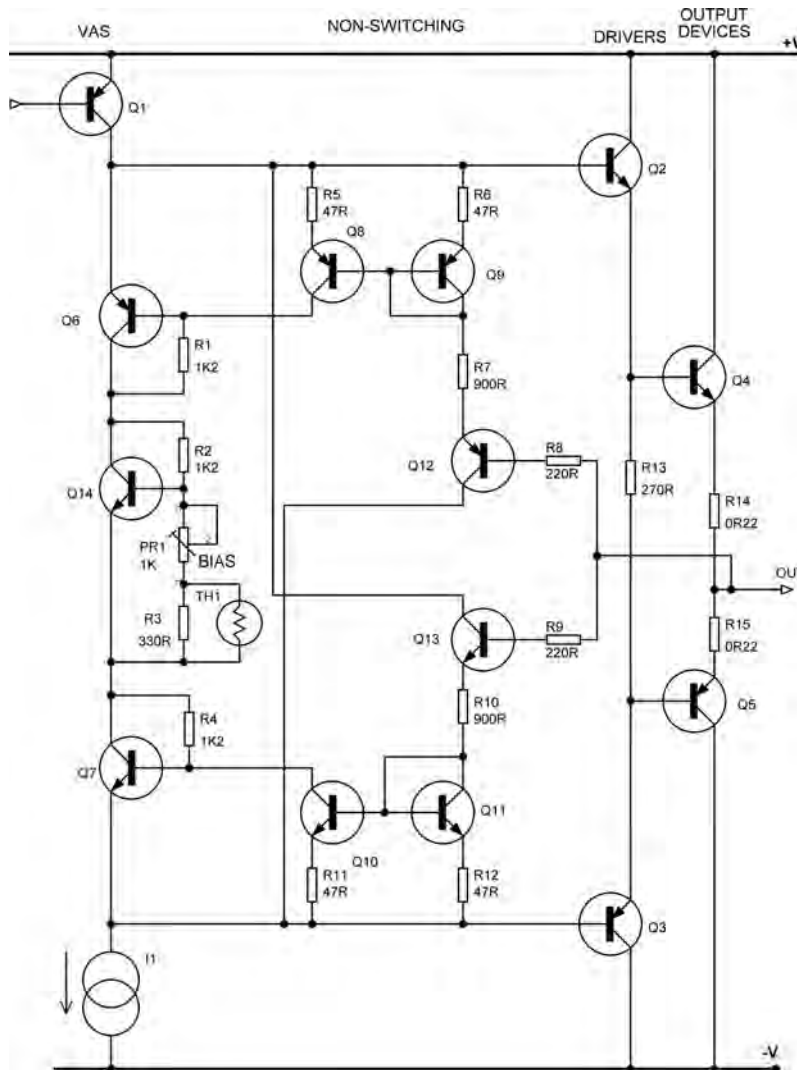 VAS
NON-SWITCHING
DRIVERS
OUTPUT
DEVICES
+V
Q1
Q2
R5
47R
R6
47R
Q8
Q9
Q6
R1
1K2
R7
900R
Q4
R2
1K2
Q12
R8
220R
R13
270R
Q14
R14
0R22
PR1
1K
BIAS
OU
TH1
R3
330R
Q13
R9
220R
R15
0R22
R4
1K2
R10
900R
Q5
Q7
Q11
Q10
R11
47R
R12
47R
Q3
I1
-V